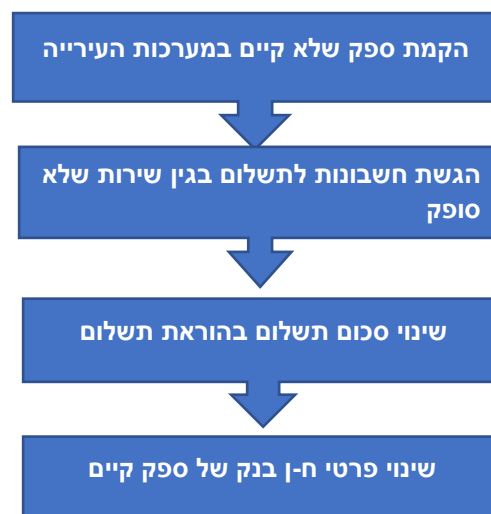 הקמת ספק שלא קיים במערכות העירייה
הגשת חשבונות לתשלום בגין שירות שלא
סופק
שינוי סכום תשלום בהוראת תשלום
שינוי פרטי ח-ן בנק של ספק קיים